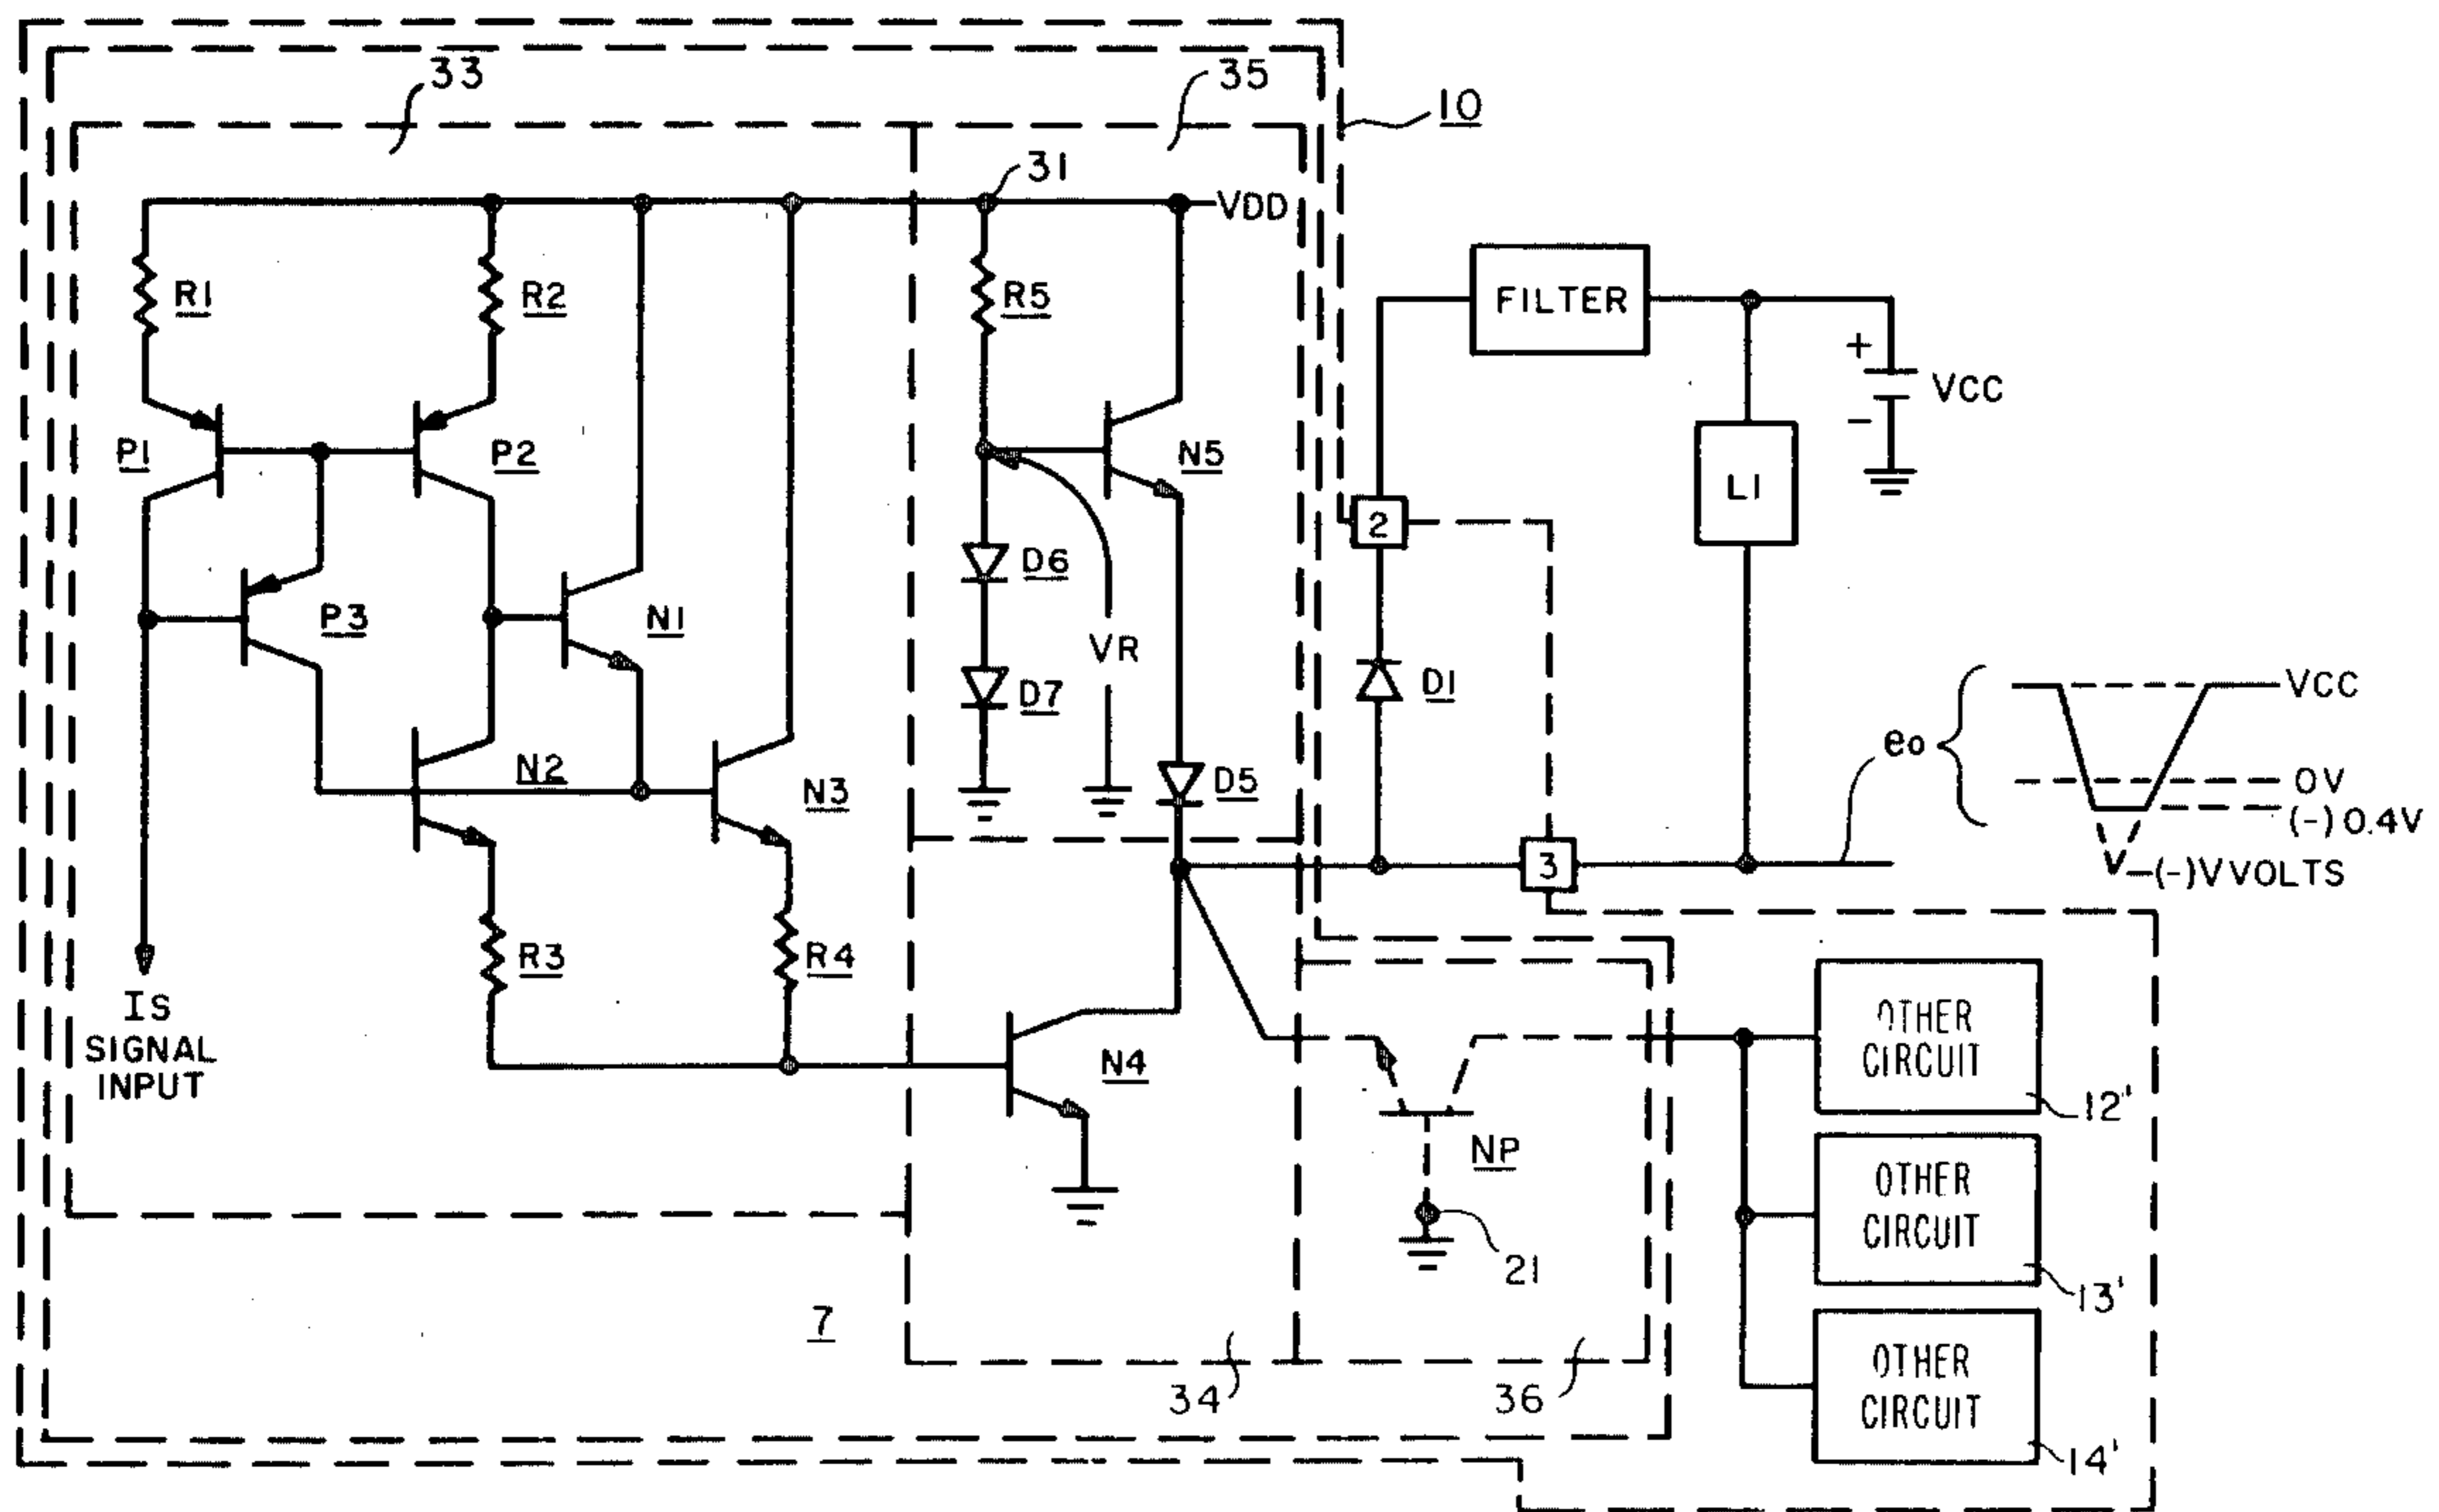 33
35
10
31
VDD
R1
R2
R5
FILTER
+
VCC
-
P1
P2
N5
L1
2
D6
P3
N1
VR
D7
D1
VCC
eo
0V
(-)0.4V
(-)V VOLTS
N2
N3
D5
3
R3
R4
IS
SIGNAL
INPUT
N4
OTHER
CIRCUIT
12'
NP
OTHER
CIRCUIT
21
13'
7
OTHER
CIRCUIT
34
36
14'